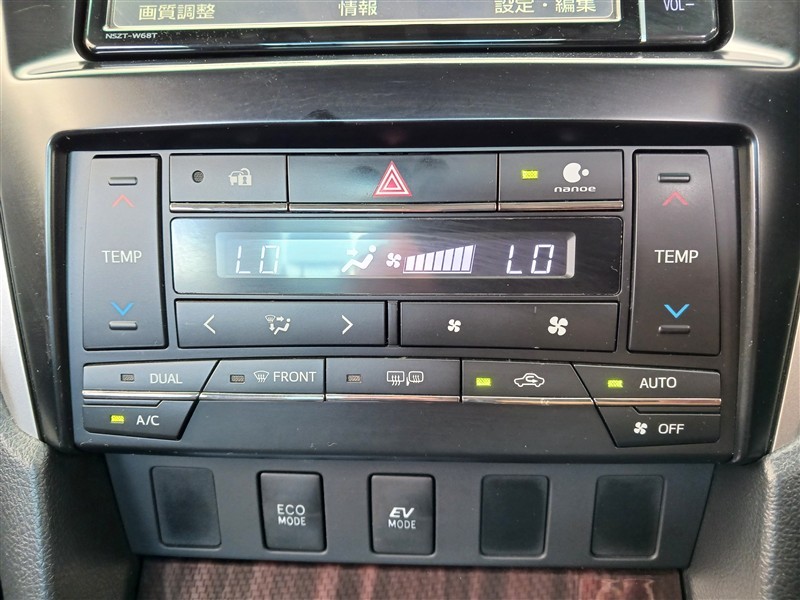 画質調整 情報 設定・編集
NSZT-W68T
VOL-
nanoe
TEMP
LO LO
TEMP
DUAL FRONT AUTO
A/C OFF
ECO MODE
EV MODE